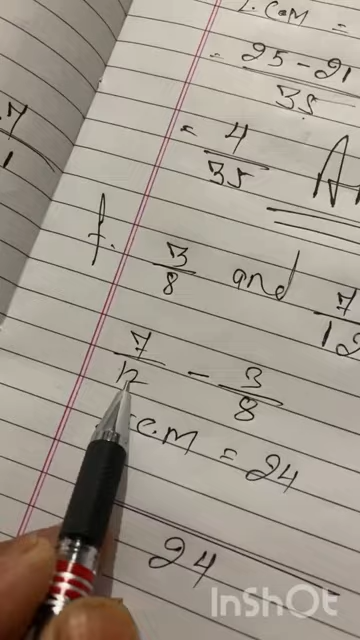 L.C.M =
= 25-21
35
= 4
35
f. 3/8 and 7/12
7/12 - 3/8
L.C.M = 24
24
InShOt